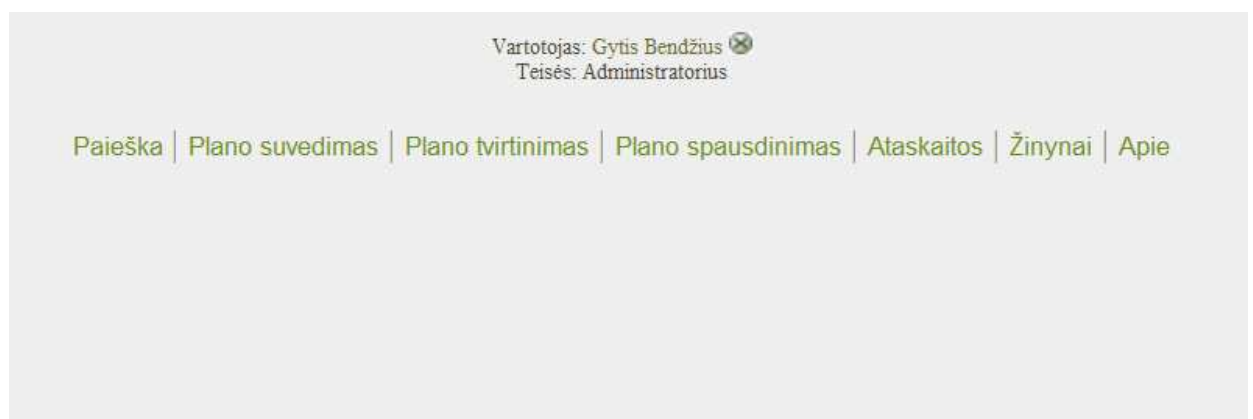 Vartotojas: Gytis Bendžius
Teisės: Administratorius
Paieška | Plano suvedimas | Plano tvirtinimas | Plano spausdinimas | Ataskaitos | Žinynai | Apie